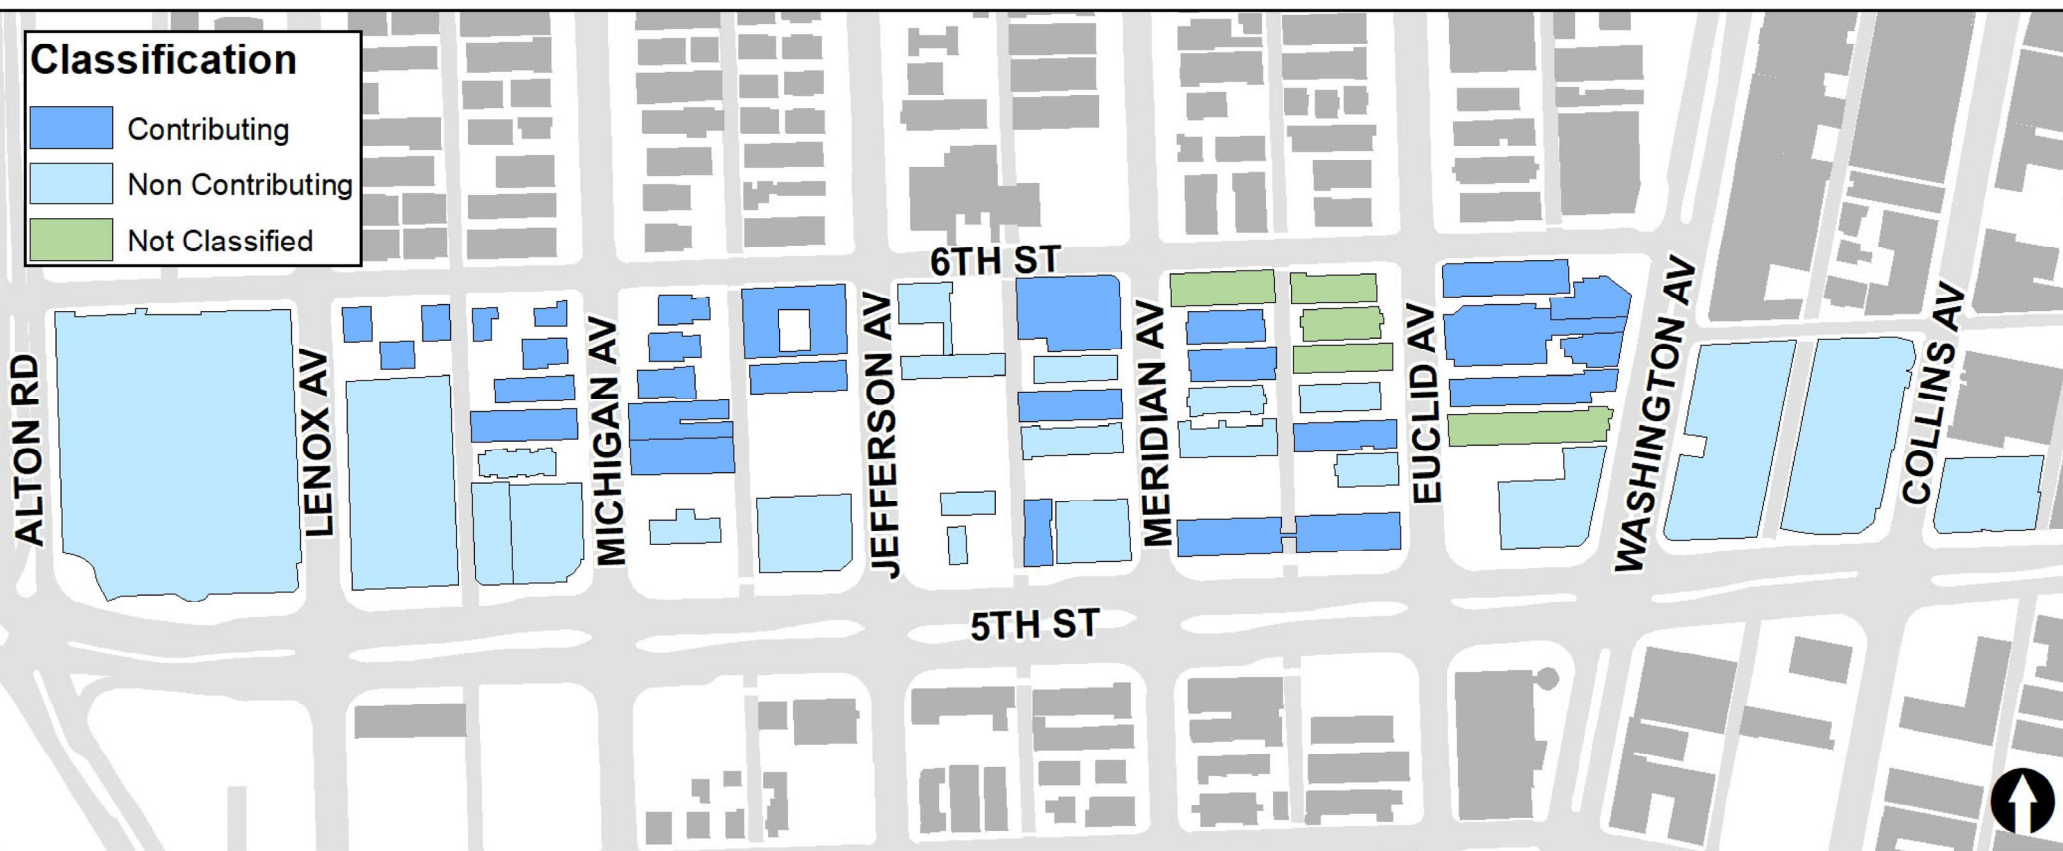 Classification
Contributing
Non Contributing
Not Classified
6TH ST
ALTON RD
LENOX AV
MICHIGAN AV
JEFFERSON AV
MERIDIAN AV
EUCLID AV
WASHINGTON AV
COLLINS AV
5TH ST